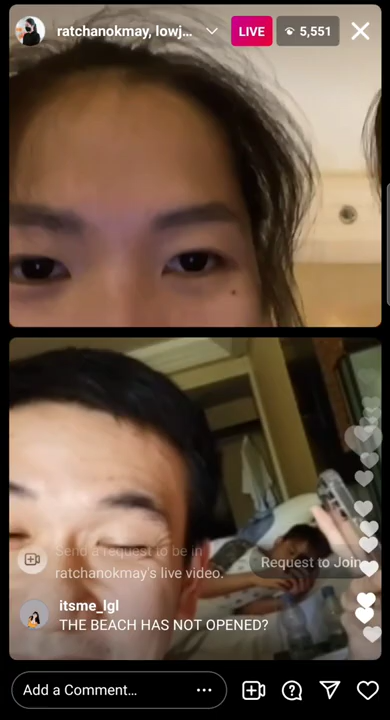 ratchanokmay, lowj...
LIVE
5,551
Send a request to be in
ratchanokmay's live video.
Request to Join
itsme_lgl
THE BEACH HAS NOT OPENED?
Add a Comment...